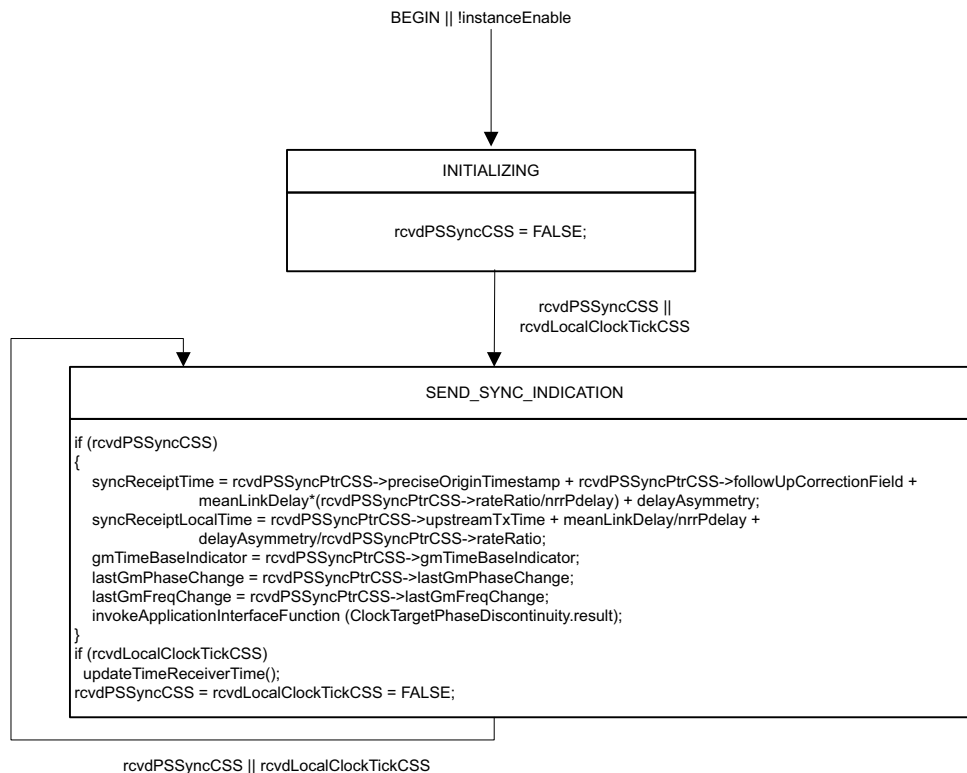 BEGIN || !instanceEnable
INITIALIZING
rcvdPSSyncCSS = FALSE;
rcvdPSSyncCSS ||
rcvdLocalClockTickCSS
SEND_SYNC_INDICATION
if (rcvdPSSyncCSS)
{
syncReceiptTime = rcvdPSSyncPtrCSS->preciseOriginTimestamp + rcvdPSSyncPtrCSS->followUpCorrectionField +
meanLinkDelay*(rcvdPSSyncPtrCSS->rateRatio/nrrPdelay) + delayAsymmetry;
syncReceiptLocalTime = rcvdPSSyncPtrCSS->upstreamTxTime + meanLinkDelay/nrrPdelay +
delayAsymmetry/rcvdPSSyncPtrCSS->rateRatio;
gmTimeBaseIndicator = rcvdPSSyncPtrCSS->gmTimeBaseIndicator;
lastGmPhaseChange = rcvdPSSyncPtrCSS->lastGmPhaseChange;
lastGmFreqChange = rcvdPSSyncPtrCSS->lastGmFreqChange;
invokeApplicationInterfaceFunction (ClockTargetPhaseDiscontinuity.result);
}
if (rcvdLocalClockTickCSS)
updateTimeReceiverTime();
rcvdPSSyncCSS = rcvdLocalClockTickCSS = FALSE;
rcvdPSSyncCSS || rcvdLocalClockTickCSS